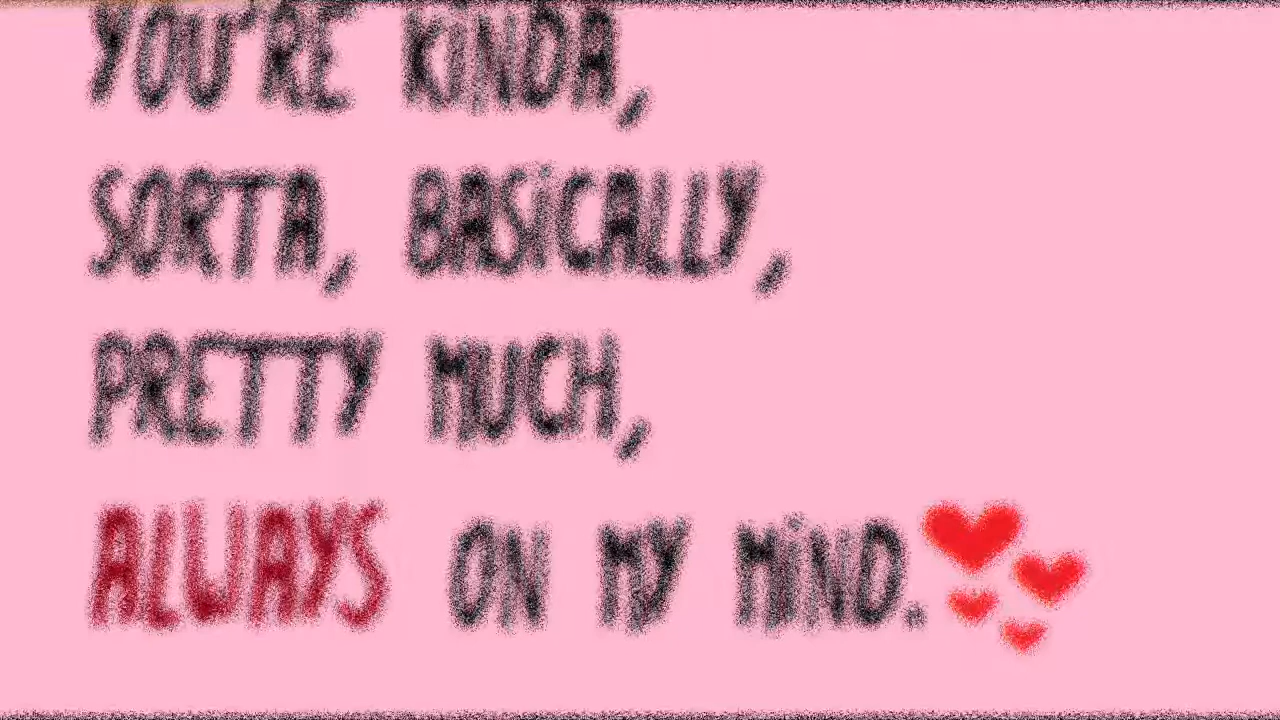 YOU'RE KINDA,
SORTA, BASICALLY,
PRETTY MUCH,
ALWAYS ON MY MIND.